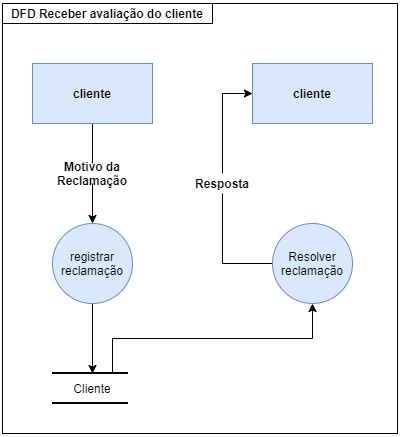 DFD Receber avaliação do cliente
cliente
cliente
Motivo da
Reclamação
Resposta
registrar
reclamação
Resolver
reclamação
Cliente